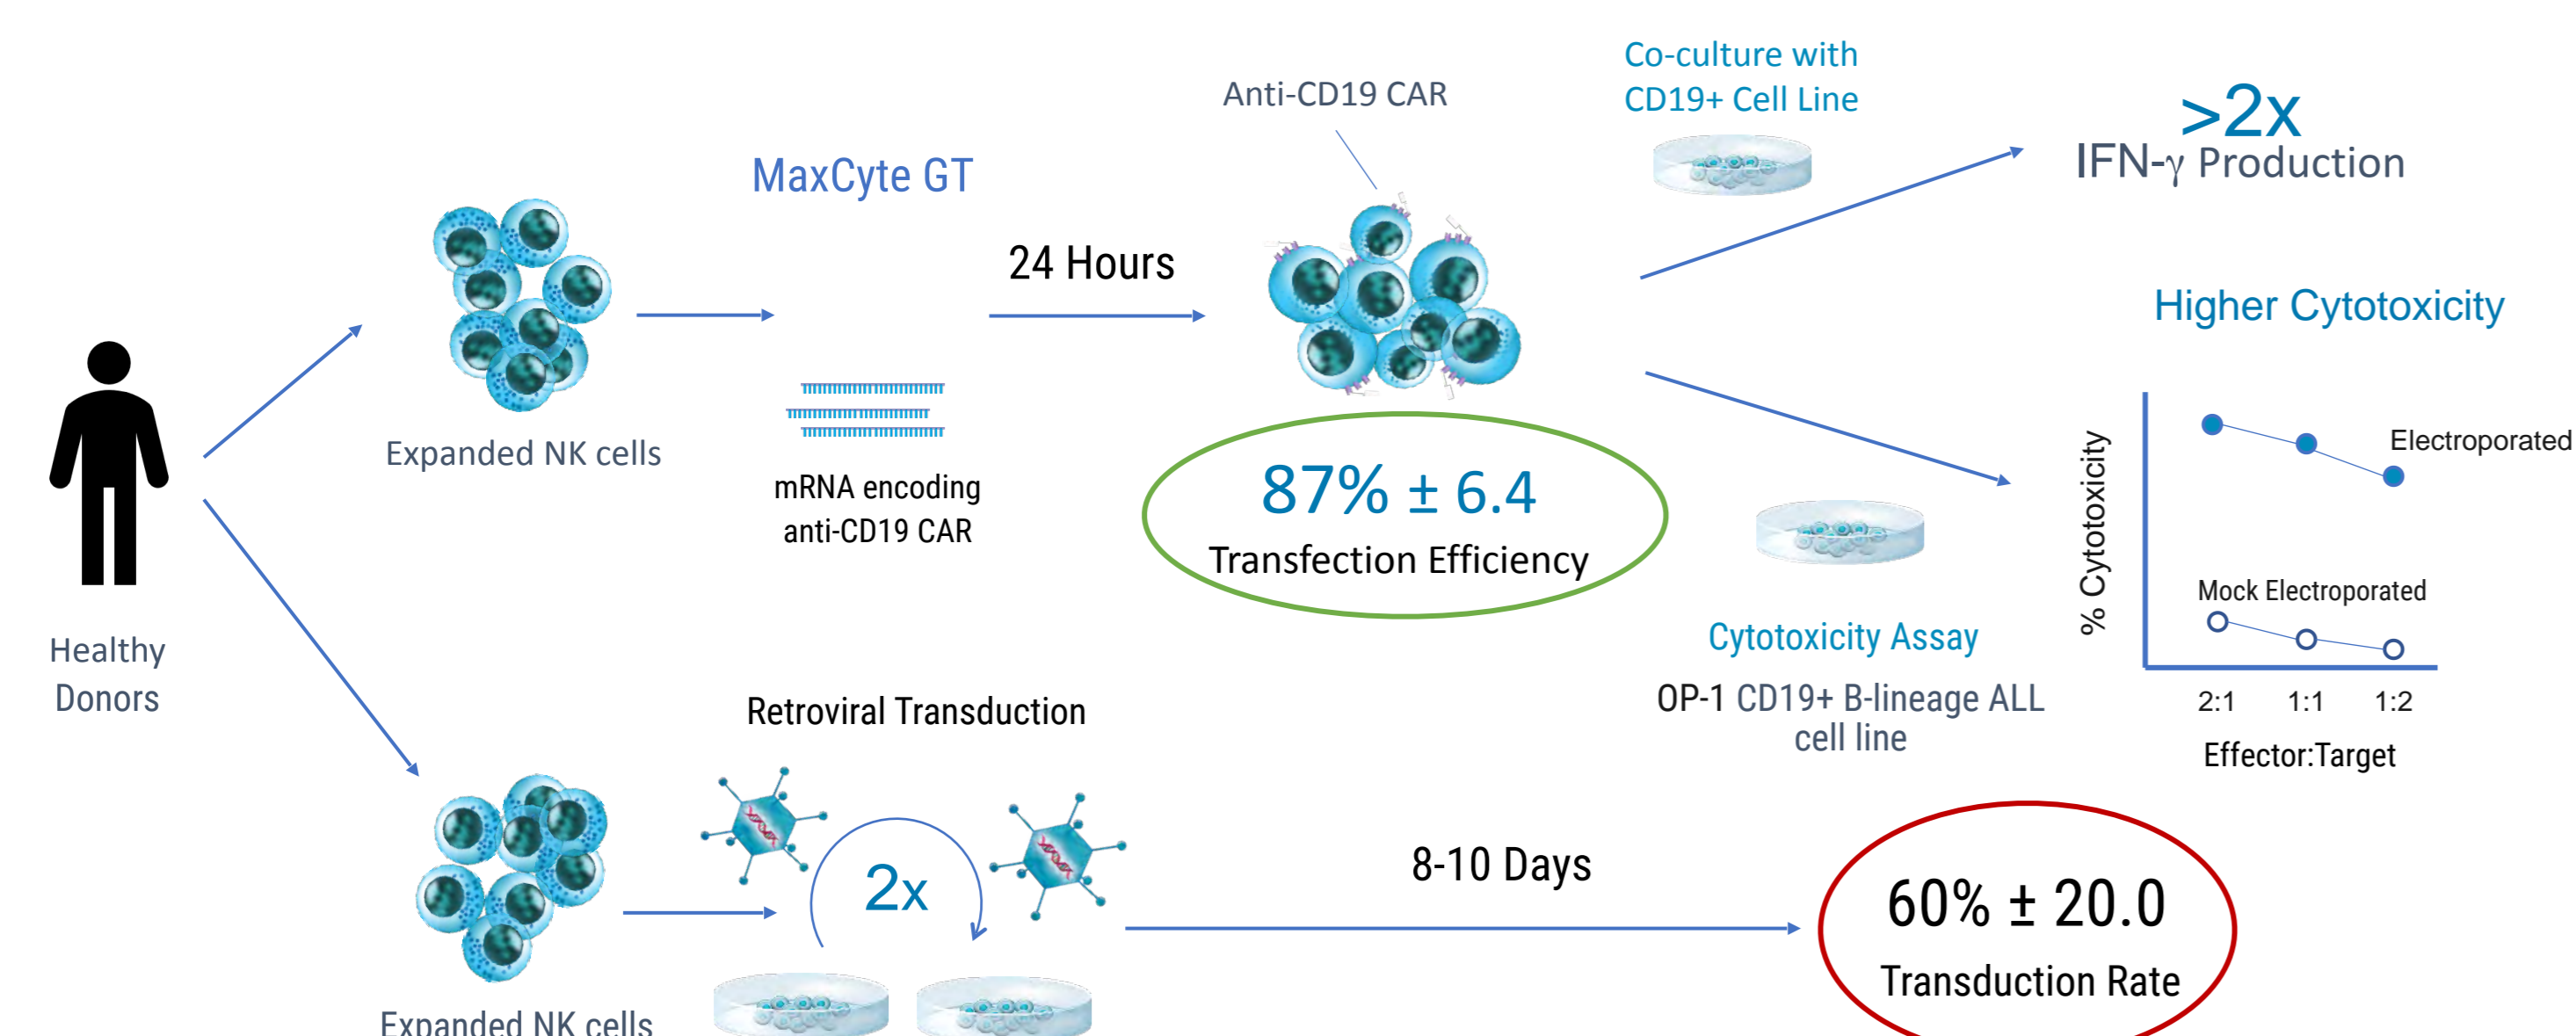 Co-culture with
CD19+ Cell Line
Anti-CD19 CAR
>2x
IFN-γ Production
MaxCyte GT
24 Hours
Higher Cytotoxicity
Expanded NK cells
mRNA encoding
anti-CD19 CAR
87% ± 6.4
Transfection Efficiency
% Cytotoxicity
Electroporated
Mock Electroporated
2:1 1:1 1:2
Effector:Target
Cytotoxicity Assay
OP-1 CD19+ B-lineage ALL
cell line
Healthy
Donors
Retroviral Transduction
2x
8-10 Days
60% ± 20.0
Transduction Rate
Expanded NK cells